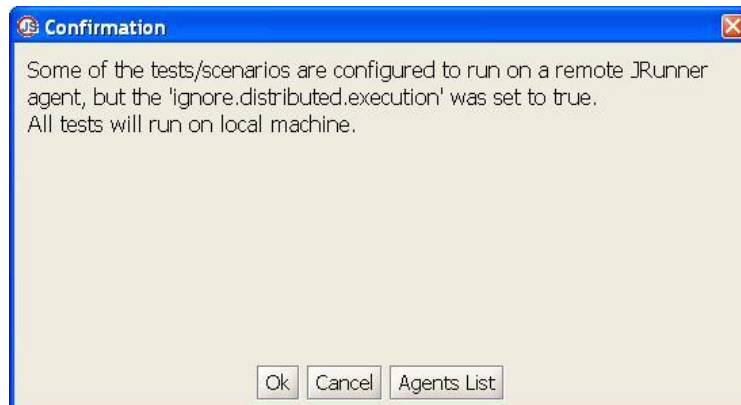 JS Confirmation
Some of the tests/scenarios are configured to run on a remote JRunner
agent, but the 'ignore.distributed.execution' was set to true.
All tests will run on local machine.
Ok Cancel Agents List